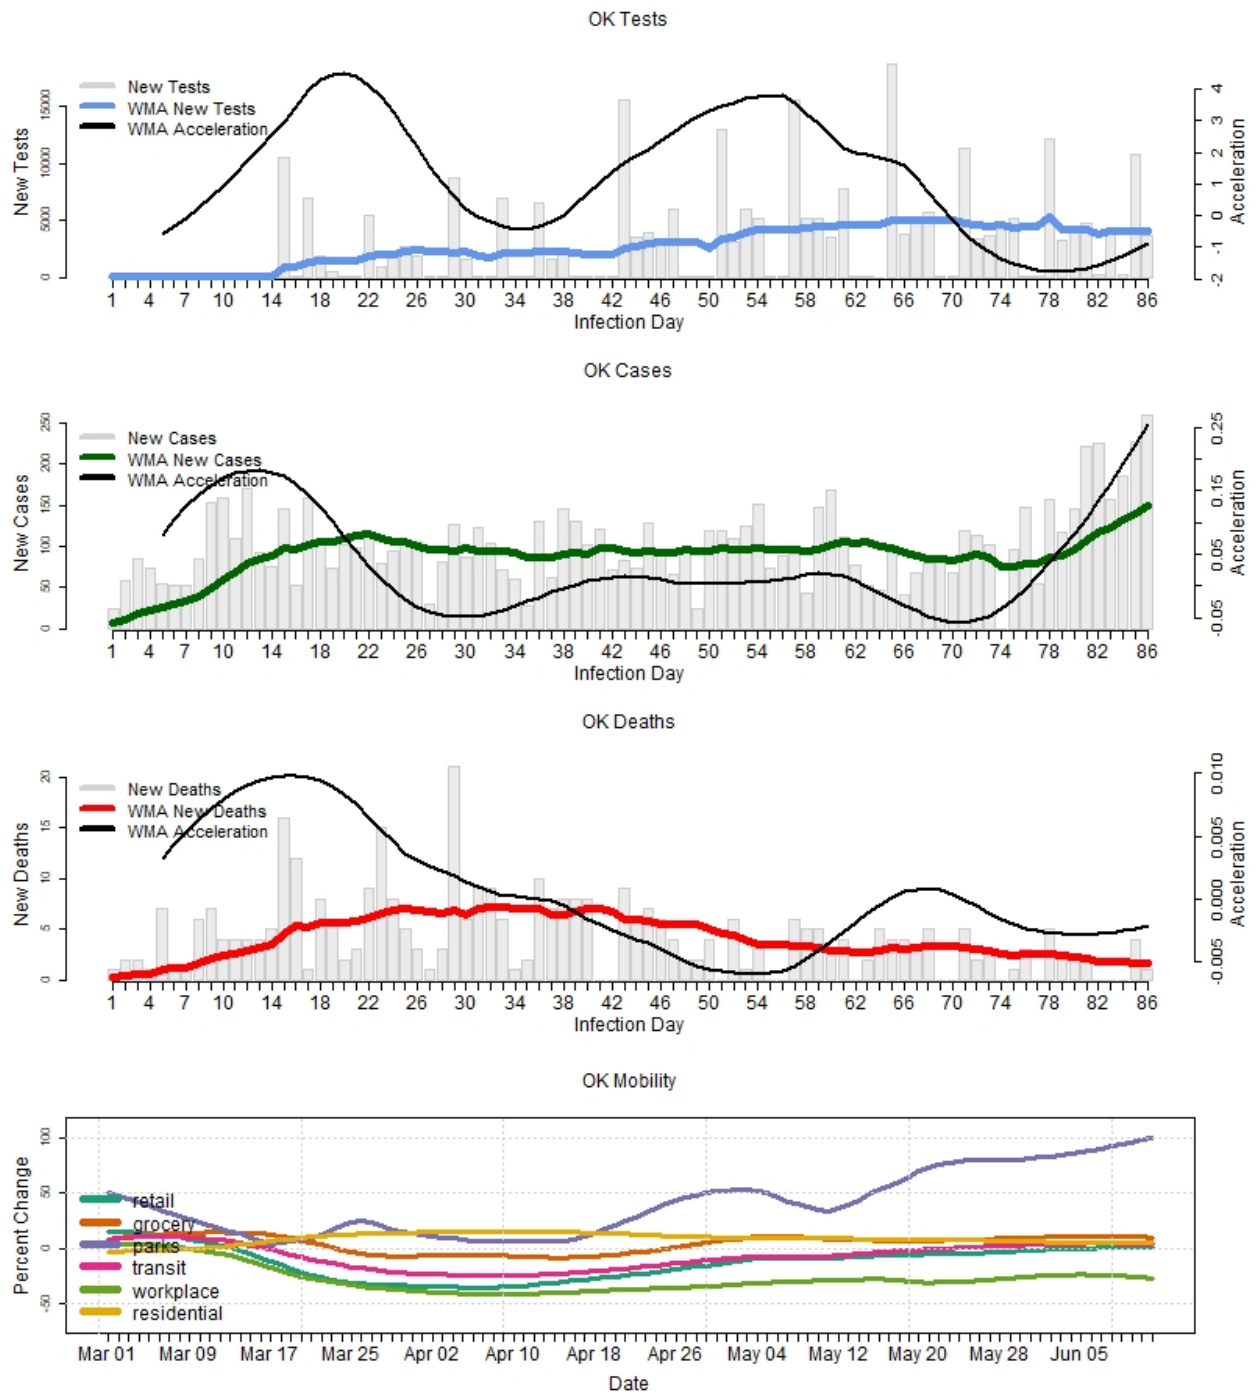 OK Tests
New Tests
WMA New Tests
WMA Acceleration
New Tests
0 5000 10000 15000
Acceleration
-2 -1 0 1 2 3 4
1 4 7 10 14 18 22 26 30 34 38 42 46 50 54 58 62 66 70 74 78 82 86
Infection Day
OK Cases
New Cases
WMA New Cases
WMA Acceleration
New Cases
0 50 100 150 200 250
Acceleration
-0.05 0.05 0.15 0.25
1 4 7 10 14 18 22 26 30 34 38 42 46 50 54 58 62 66 70 74 78 82 86
Infection Day
OK Deaths
New Deaths
WMA New Deaths
WMA Acceleration
New Deaths
0 5 10 15 20
Acceleration
-0.005 0.000 0.005 0.010
1 4 7 10 14 18 22 26 30 34 38 42 46 50 54 58 62 66 70 74 78 82 86
Infection Day
OK Mobility
retail
grocery
parks
transit
workplace
residential
Percent Change
-50 0 50 100
Mar 01 Mar 09 Mar 17 Mar 25 Apr 02 Apr 10 Apr 18 Apr 26 May 04 May 12 May 20 May 28 Jun 05
Date